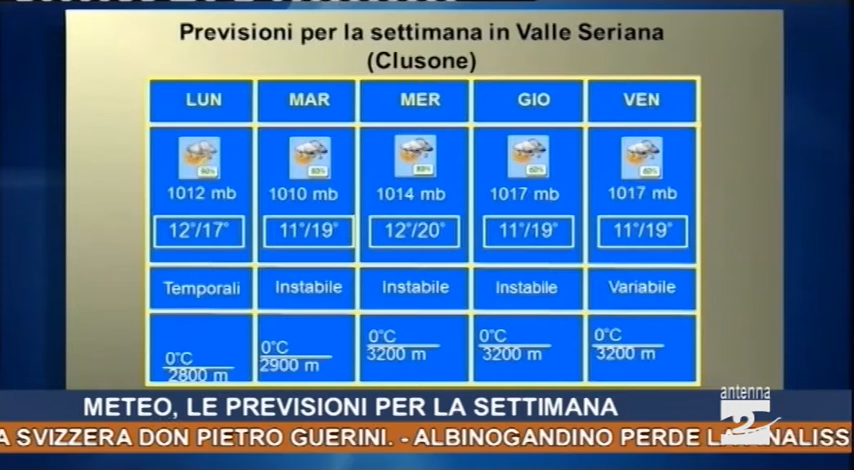 Previsioni per la settimana in Valle Seriana
(Clusone)
LUN MAR MER GIO VEN
1012 mb 1010 mb 1014 mb 1017 mb 1017 mb
12°/17° 11°/19° 12°/20° 11°/19° 11°/19°
Temporali Instabile Instabile Instabile Variabile
0°C 0°C 0°C 0°C 0°C
2800 m 2900 m 3200 m 3200 m 3200 m
METEO, LE PREVISIONI PER LA SETTIMANA
antenna
2
A SVIZZERA DON PIETRO GUERINI. - ALBINOGANDINO PERDE